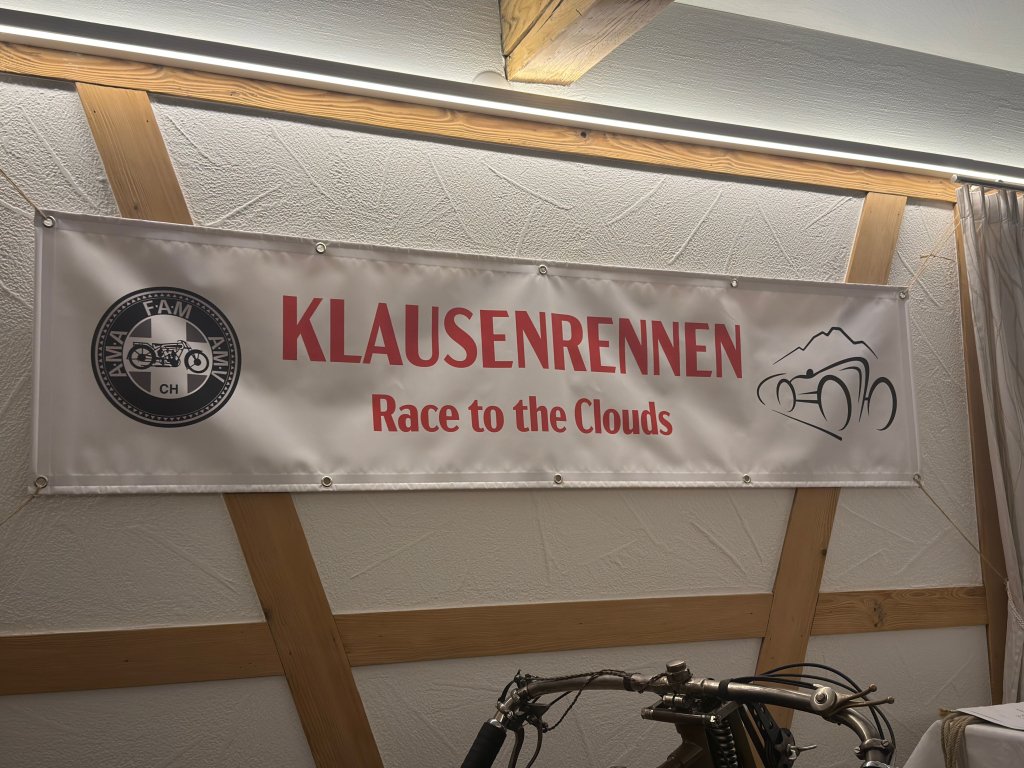 FAM
AMA AMV
CH
KLAUSENRENNEN
Race to the Clouds